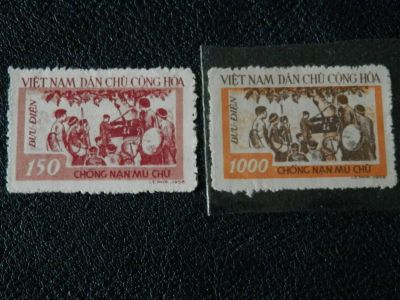 VIỆT NAM DÂN CHỦ CỘNG HÒA
BƯU ĐIỆN
150
CHỐNG NẠN MÙ CHỮ
VIỆT NAM DÂN CHỦ CỘNG HÒA
BƯU ĐIỆN
1000
CHỐNG NẠN MÙ CHỮ